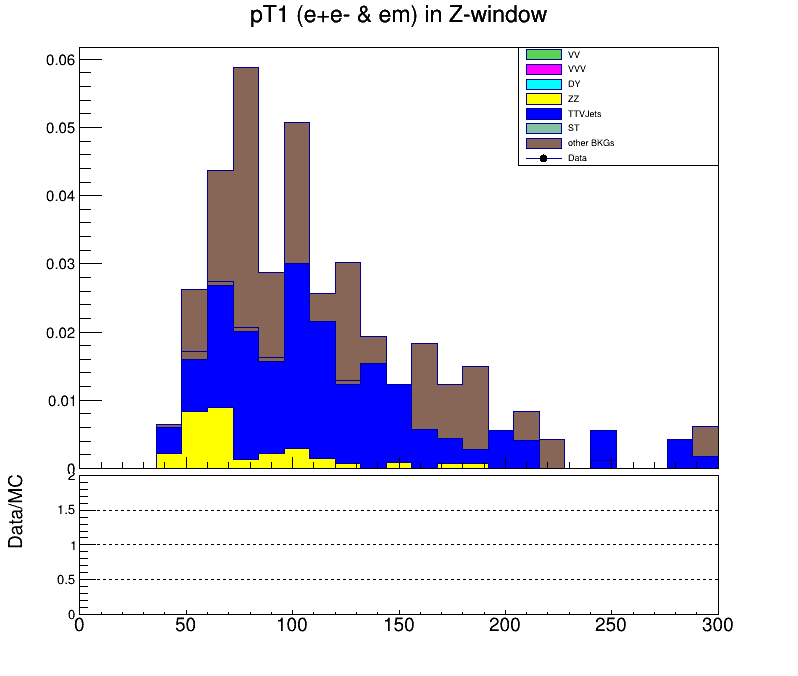 pT1 (e+e- & em) in Z-window
VV
VVV
DY
ZZ
TTVJets
ST
other BKGs
Data
0.06
0.05
0.04
0.03
0.02
0.01
0
Data/MC
2
1.5
1
0.5
0
0 50 100 150 200 250 300